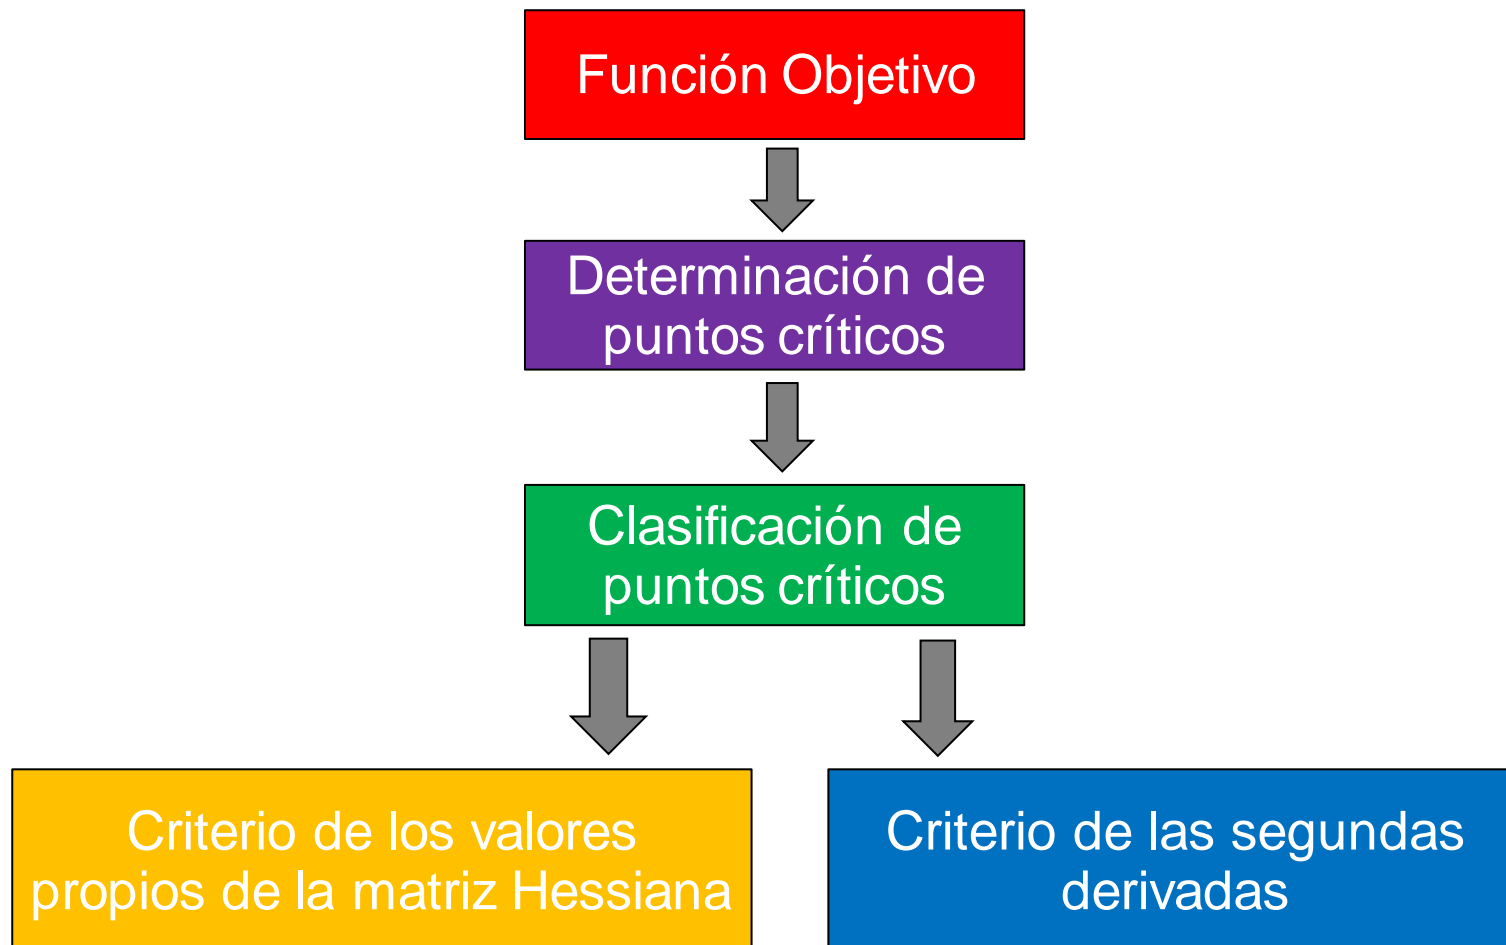 Función Objetivo
Determinación de
puntos críticos
Clasificación de
puntos críticos
Criterio de los valores
propios de la matriz Hessiana
Criterio de las segundas
derivadas